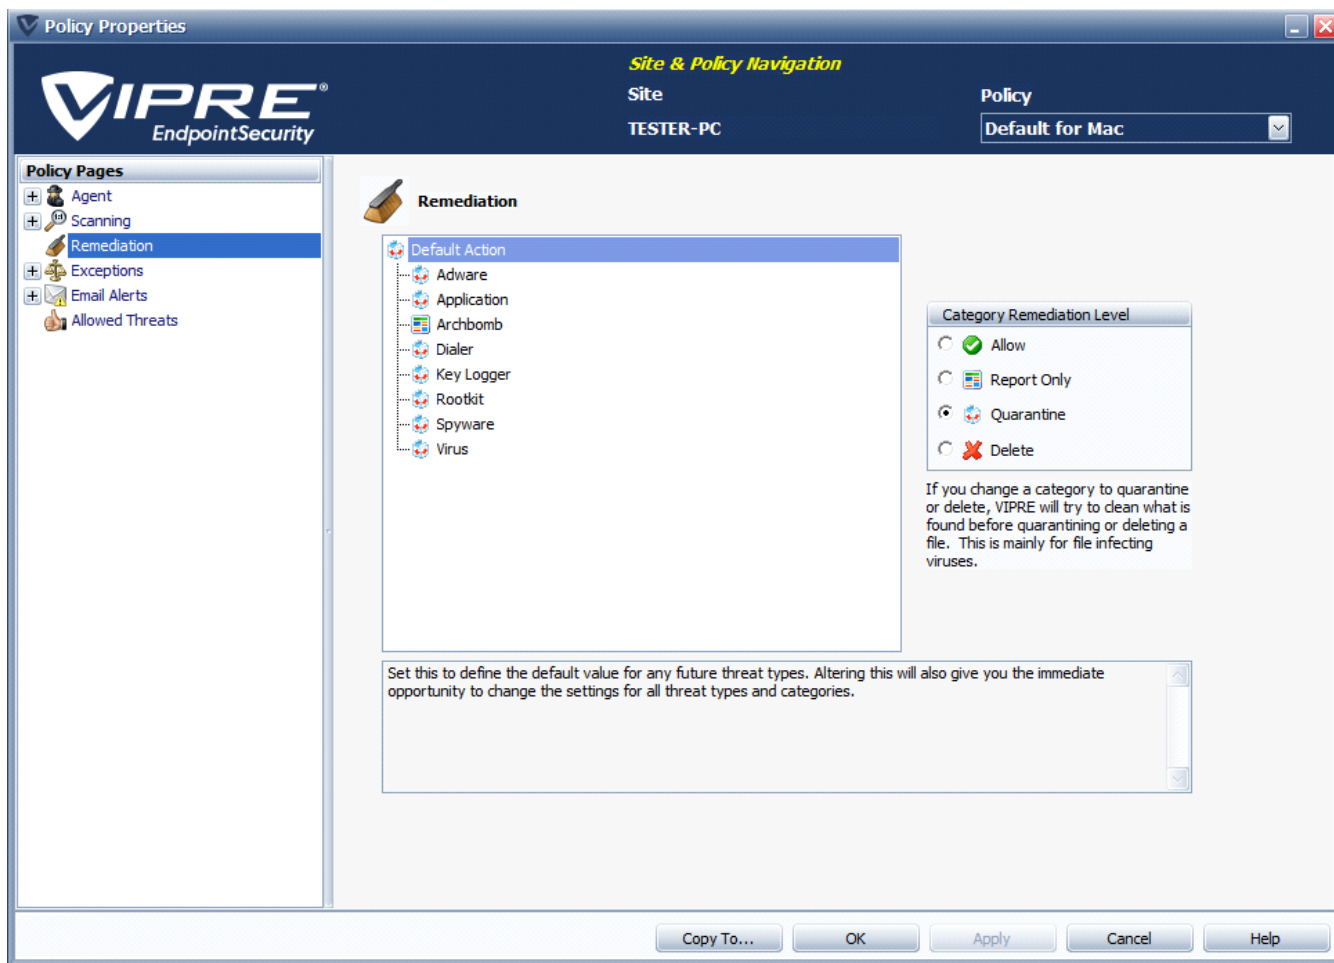 Policy Properties
Site & Policy Navigation
VIPRE®
EndpointSecurity
Site
Policy
TESTER-PC
Default for Mac
Policy Pages
Agent
Scanning
Remediation
Exceptions
Email Alerts
Allowed Threats
Remediation
Default Action
Adware
Application
Archbomb
Dialer
Key Logger
Rootkit
Spyware
Virus
Category Remediation Level
Allow
Report Only
Quarantine
Delete
If you change a category to quarantine
or delete, VIPRE will try to clean what is
found before quarantining or deleting a
file. This is mainly for file infecting
viruses.
Set this to define the default value for any future threat types. Altering this will also give you the immediate
opportunity to change the settings for all threat types and categories.
Copy To...
OK
Apply
Cancel
Help